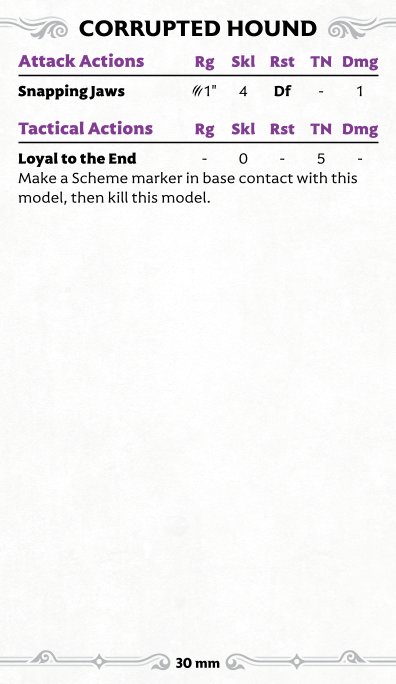 CORRUPTED HOUND
Attack Actions Rg Skl Rst TN Dmg
Snapping Jaws 1" 4 Df - 1
Tactical Actions Rg Skl Rst TN Dmg
Loyal to the End - 0 - 5 -
Make a Scheme marker in base contact with this
model, then kill this model.
30 mm